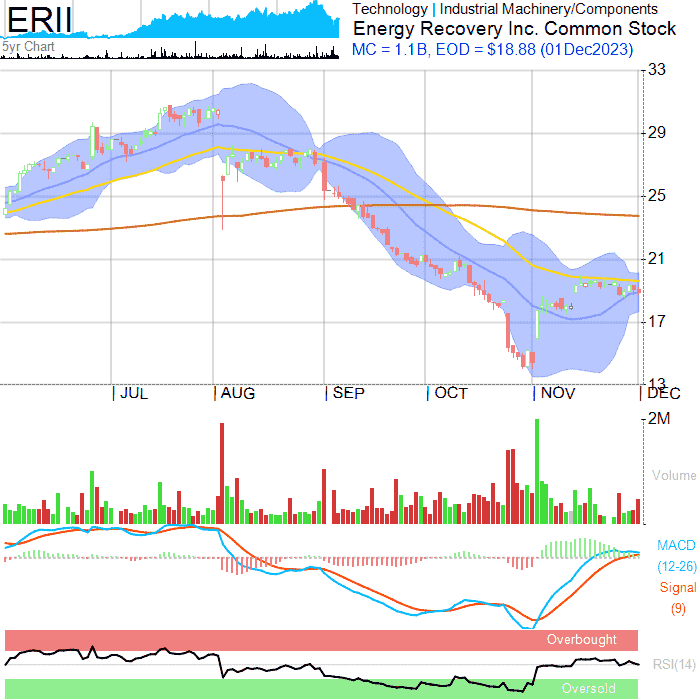 ERII
5yr Chart
Technology | Industrial Machinery/Components
Energy Recovery Inc. Common Stock
MC = 1.1B, EOD = $18.88 (01Dec2023)
33
29
25
21
17
13
JUL AUG SEP OCT NOV DEC
2M
Volume
MACD
(12-26)
Signal
(9)
Overbought
RSI(14)
Oversold